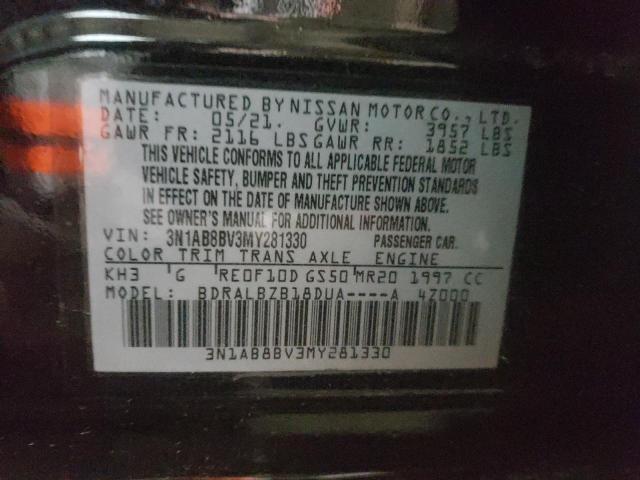 MANUFACTURED BY NISSAN MOTOR CO., LTD.
DATE: 05/21. GVWR: 3957 LBS
GAWR FR: 2116 LBS GAWR RR: 1852 LBS
THIS VEHICLE CONFORMS TO ALL APPLICABLE FEDERAL MOTOR
VEHICLE SAFETY, BUMPER AND THEFT PREVENTION STANDARDS
IN EFFECT ON THE DATE OF MANUFACTURE SHOWN ABOVE.
SEE OWNER'S MANUAL FOR ADDITIONAL INFORMATION.
VIN: 3N1AB8BV3MY281330 PASSENGER CAR.
COLOR TRIM TRANS AXLE ENGINE
KH3 G RE0F10D GS50 MR20 1997 CC
MODEL: BDRALBZB18DUA----A 4Z000
3N1AB8BV3MY281330